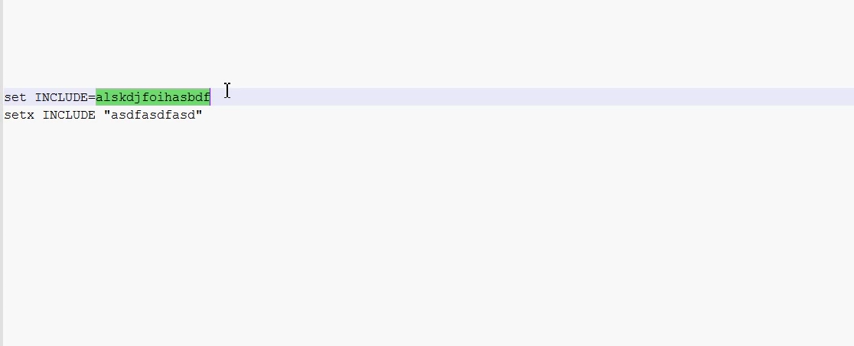 set INCLUDE=alskdjfoihasbdf
setx INCLUDE "asdfasdfasd"